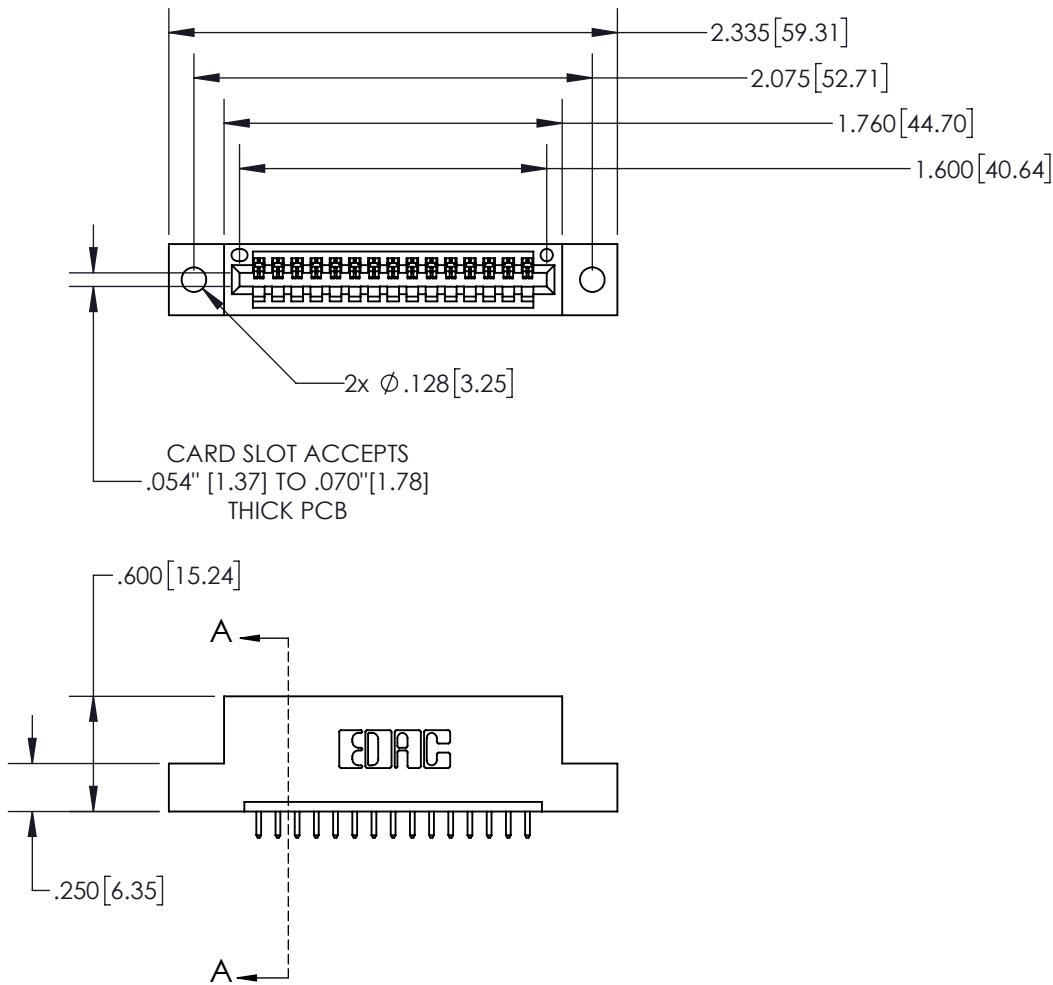 2.335[59.31]
2.075[52.71]
1.760[44.70]
1.600[40.64]
2x ∅.128[3.25]
CARD SLOT ACCEPTS
.054" [1.37] TO .070"[1.78]
THICK PCB
.600[15.24]
A
EDAC
.250[6.35]
A